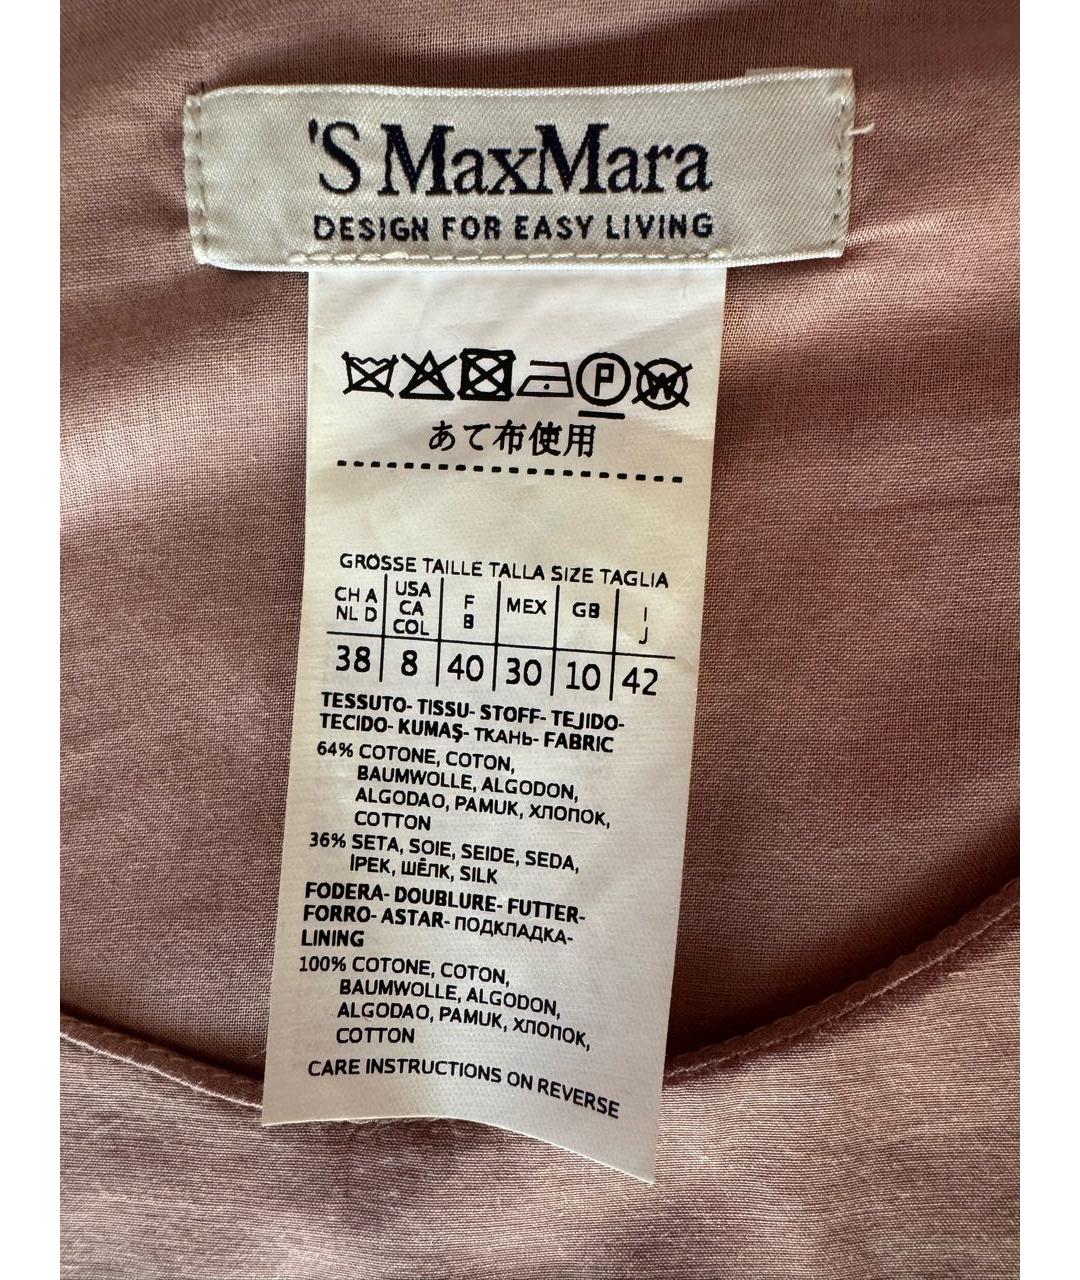 'S MaxMara
DESIGN FOR EASY LIVING
P W
あて布使用
GRÖSSE TAILLE TALLA SIZE TAGLIA
CH A NL D USA CA COL F B MEX GB I J
38 8 40 30 10 42
TESSUTO- TISSU- STOFF- TEJIDO-
TECIDO- KUMAŞ- ТКАНЬ- FABRIC
64% COTONE, COTON,
BAUMWOLLE, ALGODON,
ALGODAO, PAMUK, ХЛОПОК,
COTTON
36% SETA, SOIE, SEIDE, SEDA,
IPEK, ШЁЛК, SILK
FODERA- DOUBLURE- FUTTER-
FORRO- ASTAR- ПОДКЛАДКА-
LINING
100% COTONE, COTON,
BAUMWOLLE, ALGODON,
ALGODAO, PAMUK, ХЛОПОК,
COTTON
CARE INSTRUCTIONS ON REVERSE